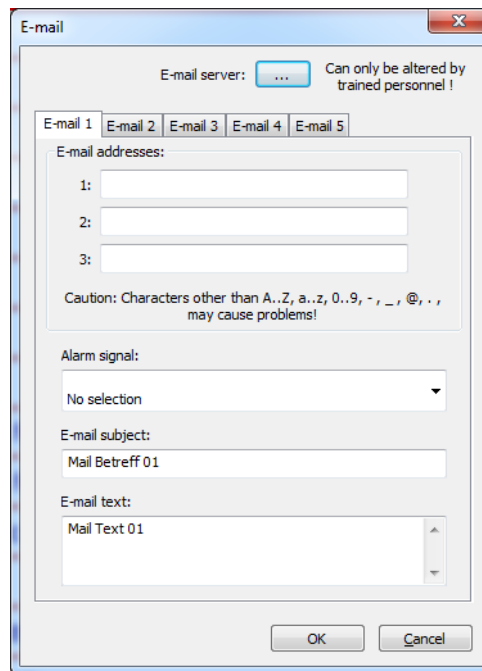 E-mail
E-mail server:
...
Can only be altered by
trained personnel !
E-mail 1
E-mail 2
E-mail 3
E-mail 4
E-mail 5
E-mail addresses:
1:
2:
3:
Caution: Characters other than A..Z, a..z, 0..9, - , _ , @, . ,
may cause problems!
Alarm signal:
No selection
E-mail subject:
Mail Betreff 01
E-mail text:
Mail Text 01
OK
Cancel